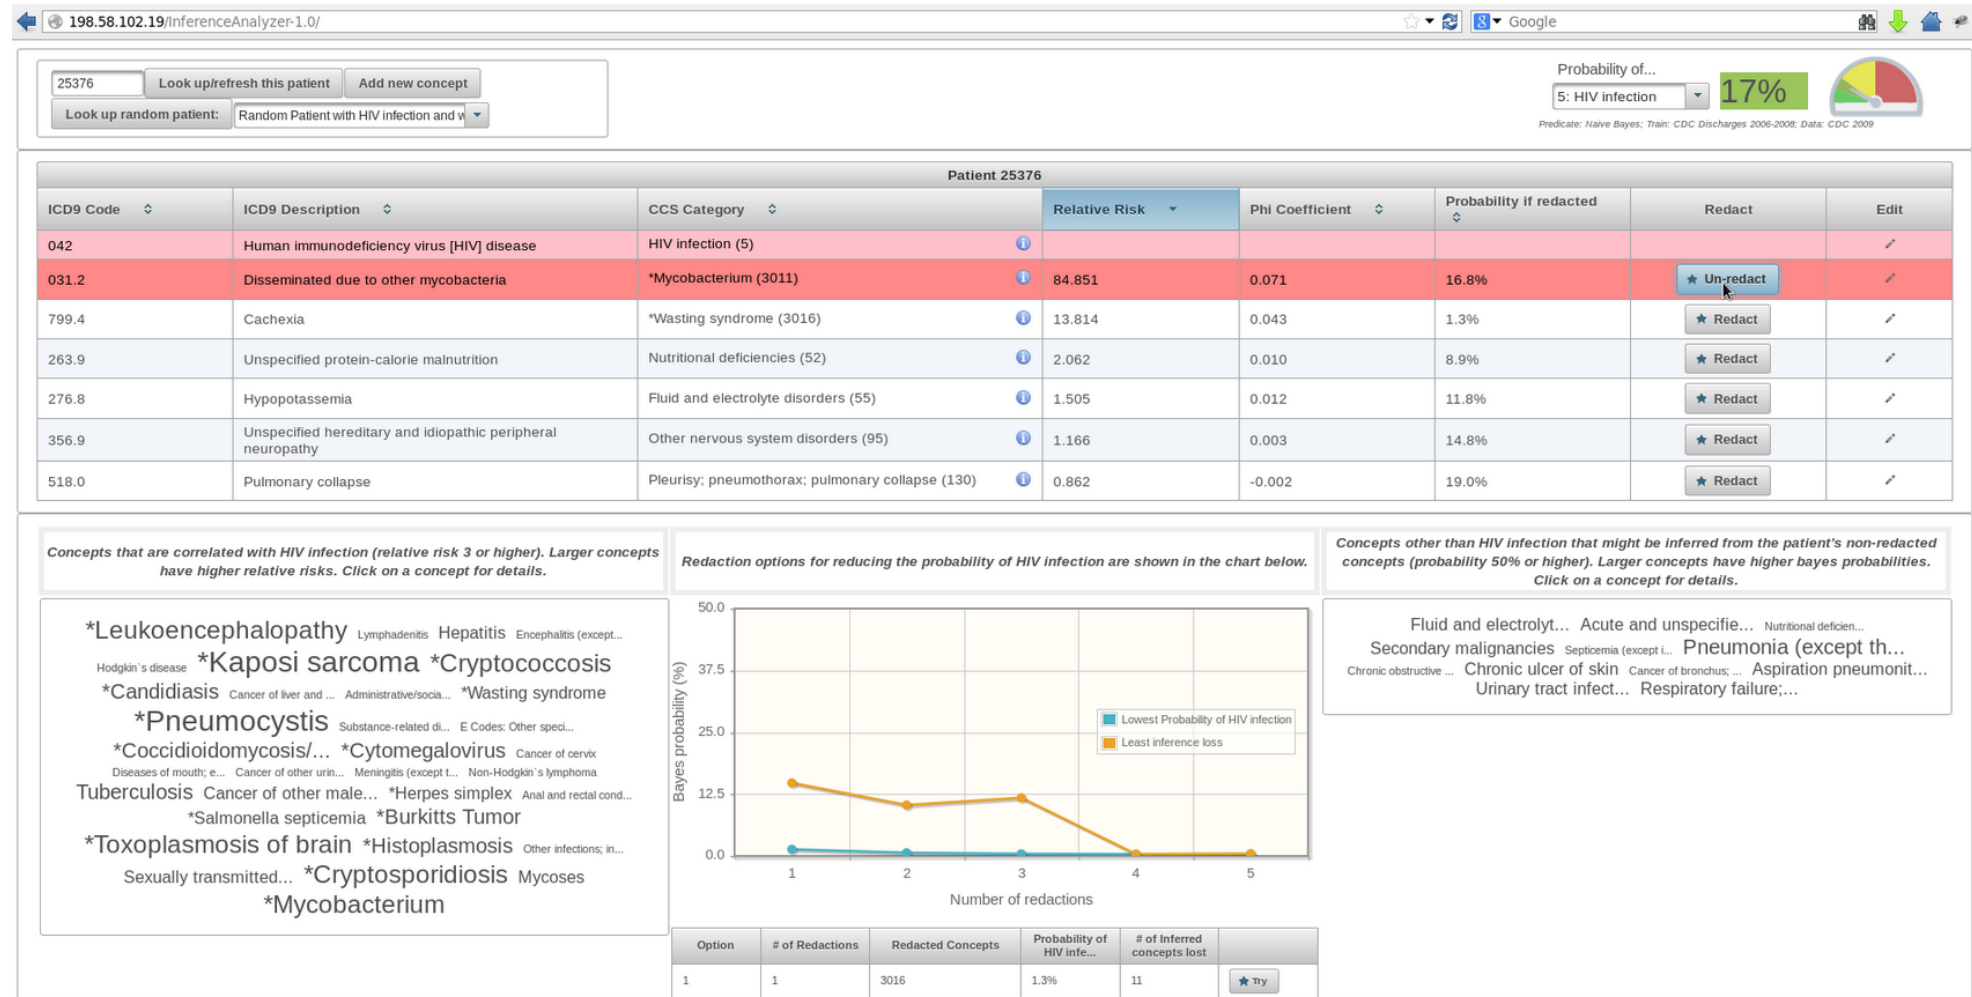 198.58.102.19/InferenceAnalyzer-1.0/
Google
25376 Look up/refresh this patient Add new concept
Look up random patient: Random Patient with HIV infection and w
Probability of...
5: HIV infection 17%
Predicate: Naive Bayes; Train: CDC Discharges 2006-2008; Data: CDC 2009
Patient 25376
ICD9 Code ICD9 Description CCS Category Relative Risk Phi Coefficient Probability if redacted Redact Edit
042 Human immunodeficiency virus [HIV] disease HIV infection (5)
031.2 Disseminated due to other mycobacteria *Mycobacterium (3011) 84.851 0.071 16.8% Un-redact
799.4 Cachexia *Wasting syndrome (3016) 13.814 0.043 1.3% Redact
263.9 Unspecified protein-calorie malnutrition Nutritional deficiencies (52) 2.062 0.010 8.9% Redact
276.8 Hypopotassemia Fluid and electrolyte disorders (55) 1.505 0.012 11.8% Redact
356.9 Unspecified hereditary and idiopathic peripheral
neuropathy Other nervous system disorders (95) 1.166 0.003 14.8% Redact
518.0 Pulmonary collapse Pleurisy; pneumothorax; pulmonary collapse (130) 0.862 -0.002 19.0% Redact
Concepts that are correlated with HIV infection (relative risk 3 or higher). Larger concepts
have higher relative risks. Click on a concept for details.
*Leukoencephalopathy Lymphadenitis Hepatitis Encephalitis (except...
Hodgkin`s disease *Kaposi sarcoma *Cryptococcosis
*Candidiasis Cancer of liver and ... Administrative/socia... *Wasting syndrome
*Pneumocystis Substance-related di... E Codes: Other speci...
*Coccidioidomycosis/... *Cytomegalovirus Cancer of cervix
Diseases of mouth; e... Cancer of other urin... Meningitis (except t... Non-Hodgkin`s lymphoma
Tuberculosis Cancer of other male... *Herpes simplex Anal and rectal cond...
*Salmonella septicemia *Burkitts Tumor
*Toxoplasmosis of brain *Histoplasmosis Other infections; in...
Sexually transmitted... *Cryptosporidiosis Mycoses
*Mycobacterium
Redaction options for reducing the probability of HIV infection are shown in the chart below.
50.0
37.5
25.0
12.5
0.0
Bayes probability (%)
Lowest Probability of HIV infection
Least inference loss
1 2 3 4 5
Number of redactions
Option # of Redactions Redacted Concepts Probability of HIV infe... # of Inferred concepts lost
1 1 3016 1.3% 11 Try
Concepts other than HIV infection that might be inferred from the patient's non-redacted
concepts (probability 50% or higher). Larger concepts have higher bayes probabilities.
Click on a concept for details.
Fluid and electrolyt... Acute and unspecifie... Nutritional deficien...
Secondary malignancies Septicemia (except i... Pneumonia (except th...
Chronic obstructive ... Chronic ulcer of skin Cancer of bronchus; ... Aspiration pneumonit...
Urinary tract infect... Respiratory failure;...